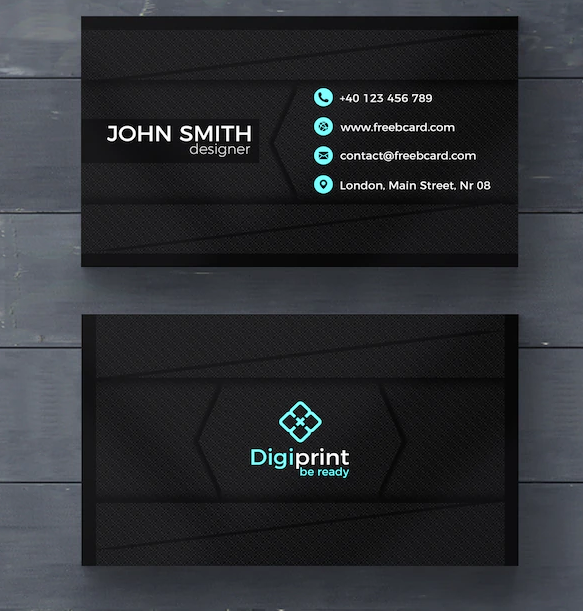 JOHN SMITH
designer
+40 123 456 789
www.freebcard.com
contact@freebcard.com
London, Main Street, Nr 08
Digiprint
be ready